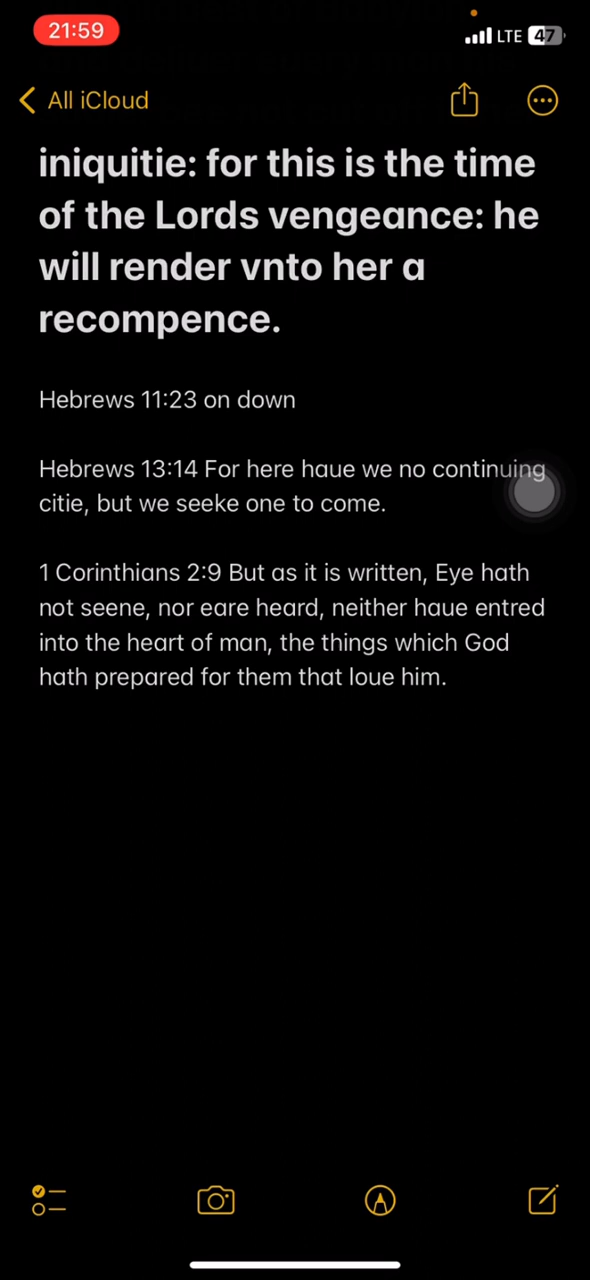 21:59
LTE 47
All iCloud
iniquitie: for this is the time
of the Lords vengeance: he
will render vnto her a
recompence.
Hebrews 11:23 on down
Hebrews 13:14 For here haue we no continuing
citie, but we seeke one to come.
1 Corinthians 2:9 But as it is written, Eye hath
not seene, nor eare heard, neither haue entred
into the heart of man, the things which God
hath prepared for them that loue him.